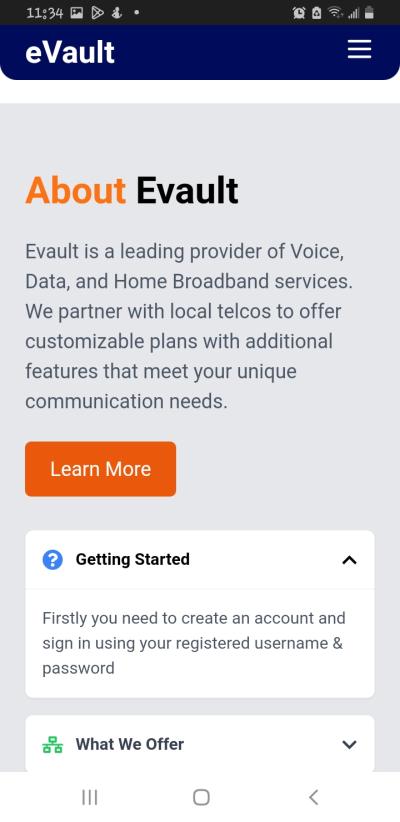 11:34
eVault
About Evault
Evault is a leading provider of Voice,
Data, and Home Broadband services.
We partner with local telcos to offer
customizable plans with additional
features that meet your unique
communication needs.
Learn More
Getting Started
Firstly you need to create an account and
sign in using your registered username &
password
What We Offer